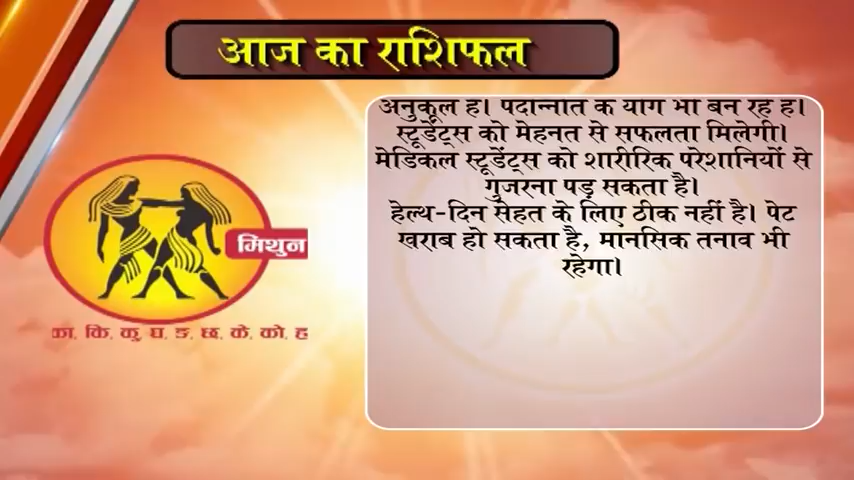 आज का राशिफल
अनुकूल है। पदोन्नति के योग भी बन रहे हैं।
स्टूडेंट्स को मेहनत से सफलता मिलेगी।
मेडिकल स्टूडेंट्स को शारीरिक परेशानियों से
गुजरना पड़ सकता है।
हेल्थ-दिन सेहत के लिए ठीक नहीं है। पेट
खराब हो सकता है, मानसिक तनाव भी
रहेगा।
मिथुन
का, कि, कु, घ, ङ, छ, के, को, ह